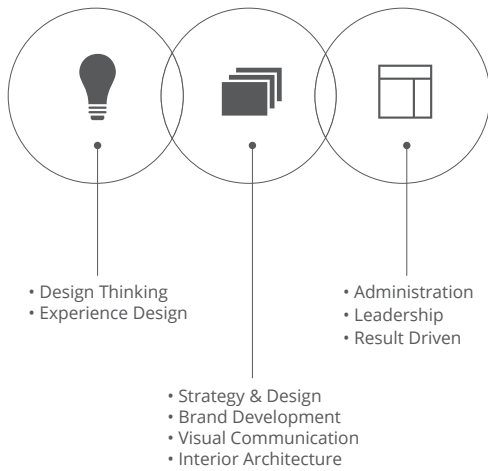 • Design Thinking
• Experience Design
• Administration
• Leadership
• Result Driven
• Strategy & Design
• Brand Development
• Visual Communication
• Interior Architecture